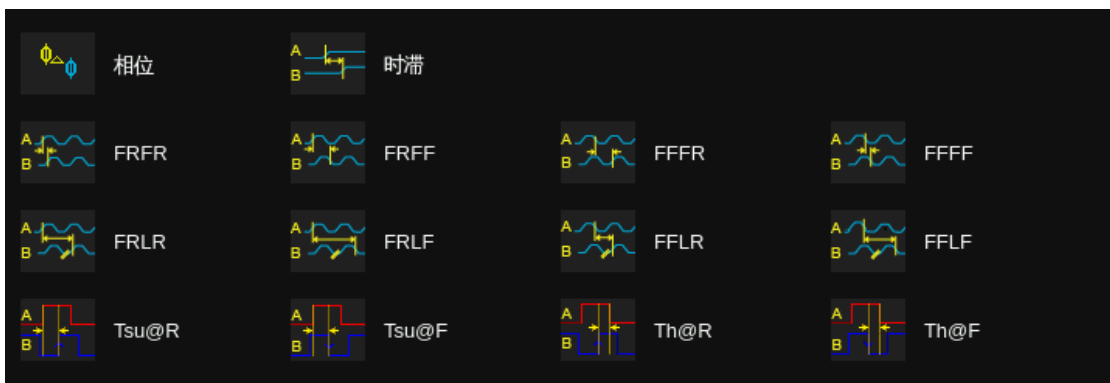 相位 A B 时滞
A B FRFR A B FRFF A B FFFR A B FFFF
A B FRLR A B FRLF A B FFLR A B FFLF
A B Tsu@R A B Tsu@F A B Th@R A B Th@F